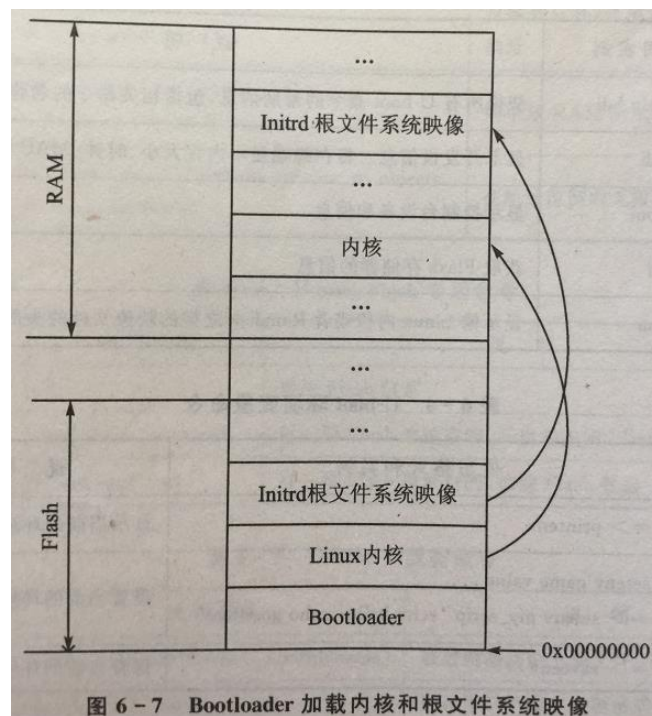 ...
Initrd 根文件系统映像
...
RAM
内核
...
...
...
Initrd根文件系统映像
Flash
Linux内核
Bootloader
0x00000000
图 6-7 Bootloader 加载内核和根文件系统映像